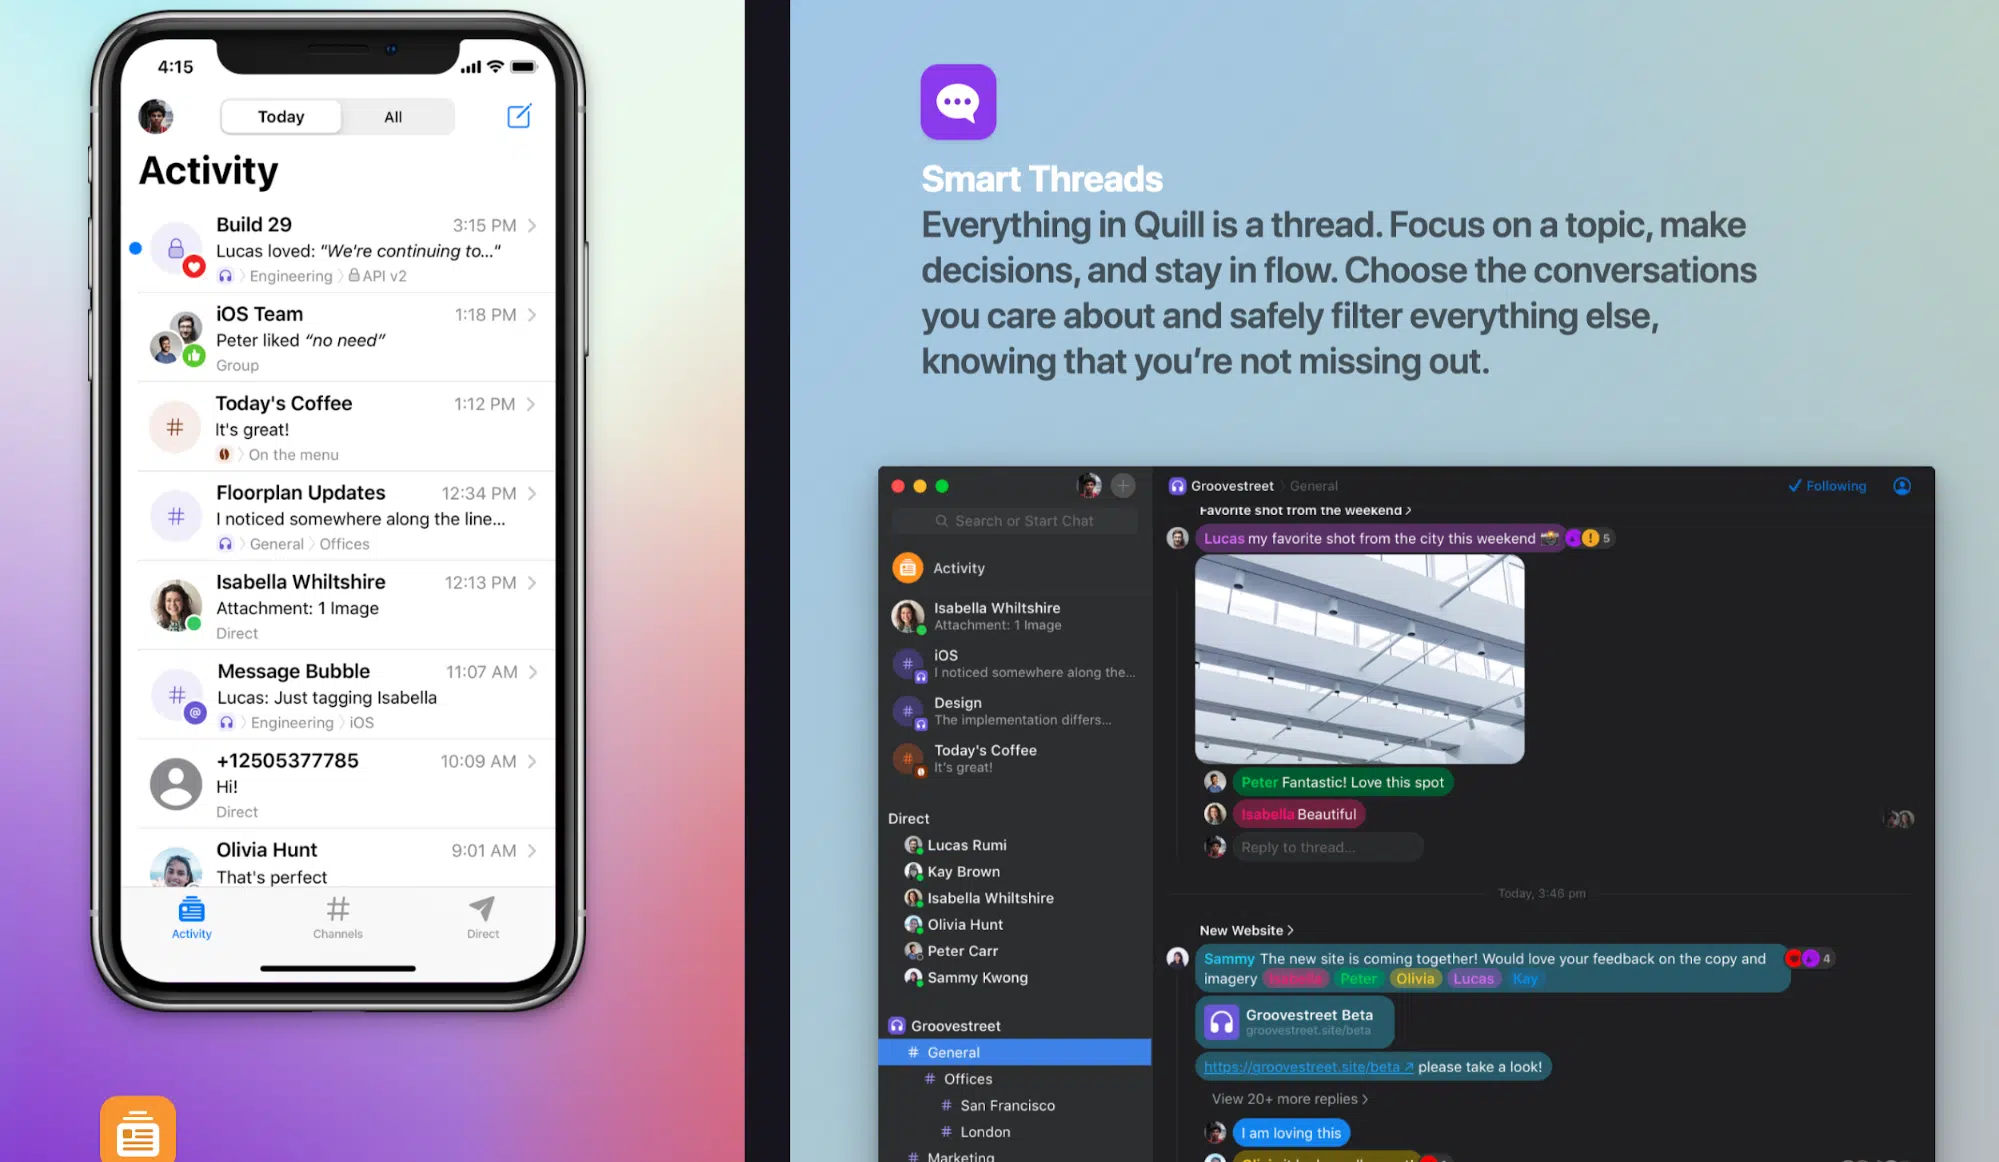 4:15
Today
All
Activity
Build 29
3:15 PM
Lucas loved: "We're continuing to..."
Engineering
API v2
iOS Team
1:18 PM
Peter liked “no need”
Group
Today's Coffee
1:12 PM
It's great!
On the menu
Floorplan Updates
12:34 PM
I noticed somewhere along the line...
General
Offices
Isabella Whiltshire
12:13 PM
Attachment: 1 Image
Direct
Message Bubble
11:07 AM
Lucas: Just tagging Isabella
Engineering
iOS
+12505377785
10:09 AM
Hi!
Direct
Olivia Hunt
9:01 AM
That's perfect
Activity
Channels
Direct
Smart Threads
Everything in Quill is a thread. Focus on a topic, make
decisions, and stay in flow. Choose the conversations
you care about and safely filter everything else,
knowing that you’re not missing out.
Search or Start Chat
Activity
Isabella Whiltshire
Attachment: 1 Image
iOS
I noticed somewhere along the...
Design
The implementation differs...
Today's Coffee
It's great!
Direct
Lucas Rumi
Kay Brown
Isabella Whiltshire
Olivia Hunt
Peter Carr
Sammy Kwong
Groovestreet
# General
# Offices
# San Francisco
# London
# Marketing
Groovestreet
General
Following
Favorite shot from the weekend
Lucas my favorite shot from the city this weekend
5
Peter Fantastic! Love this spot
Isabella Beautiful
Reply to thread...
Today, 3:46 pm
New Website
Sammy The new site is coming together! Would love your feedback on the copy and
4
imagery Isabella Peter Olivia Lucas Kay
Groovestreet Beta
groovestreet.site/beta
https://groovestreet.site/beta please take a look!
View 20+ more replies
I am loving this